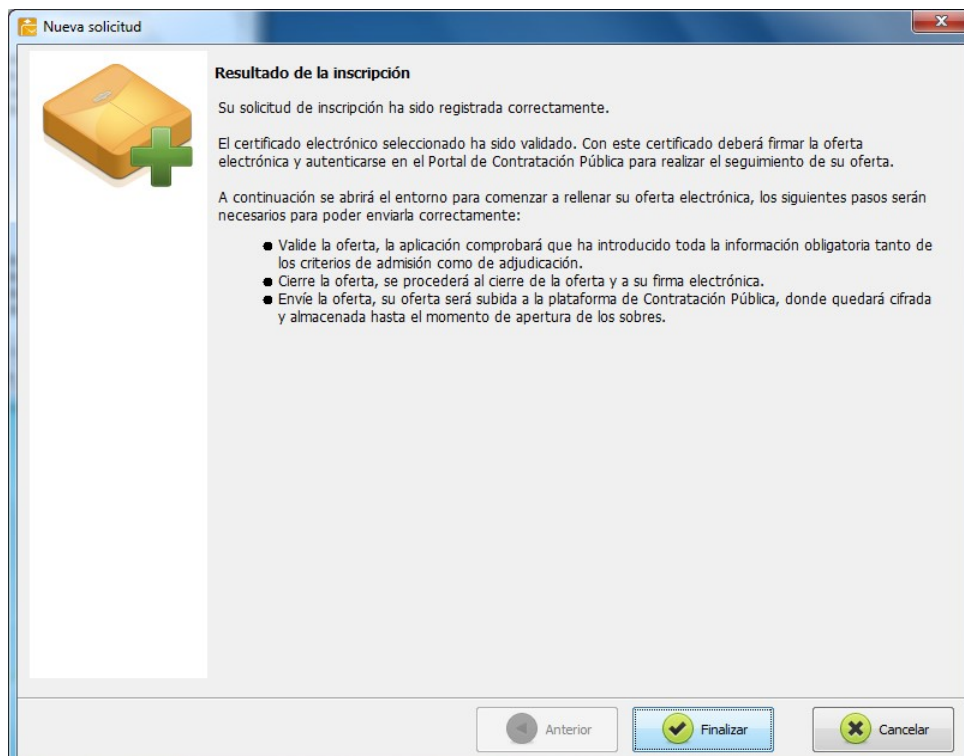 Nueva solicitud
Resultado de la inscripción
Su solicitud de inscripción ha sido registrada correctamente.
El certificado electrónico seleccionado ha sido validado. Con este certificado deberá firmar la oferta
electrónica y autenticarse en el Portal de Contratación Pública para realizar el seguimiento de su oferta.
A continuación se abrirá el entorno para comenzar a rellenar su oferta electrónica, los siguientes pasos serán
necesarios para poder enviarla correctamente:
● Valide la oferta, la aplicación comprobará que ha introducido toda la información obligatoria tanto de
los criterios de admisión como de adjudicación.
● Cierre la oferta, se procederá al cierre de la oferta y a su firma electrónica.
● Envíe la oferta, su oferta será subida a la plataforma de Contratación Pública, donde quedará cifrada
y almacenada hasta el momento de apertura de los sobres.
Anterior Finalizar Cancelar